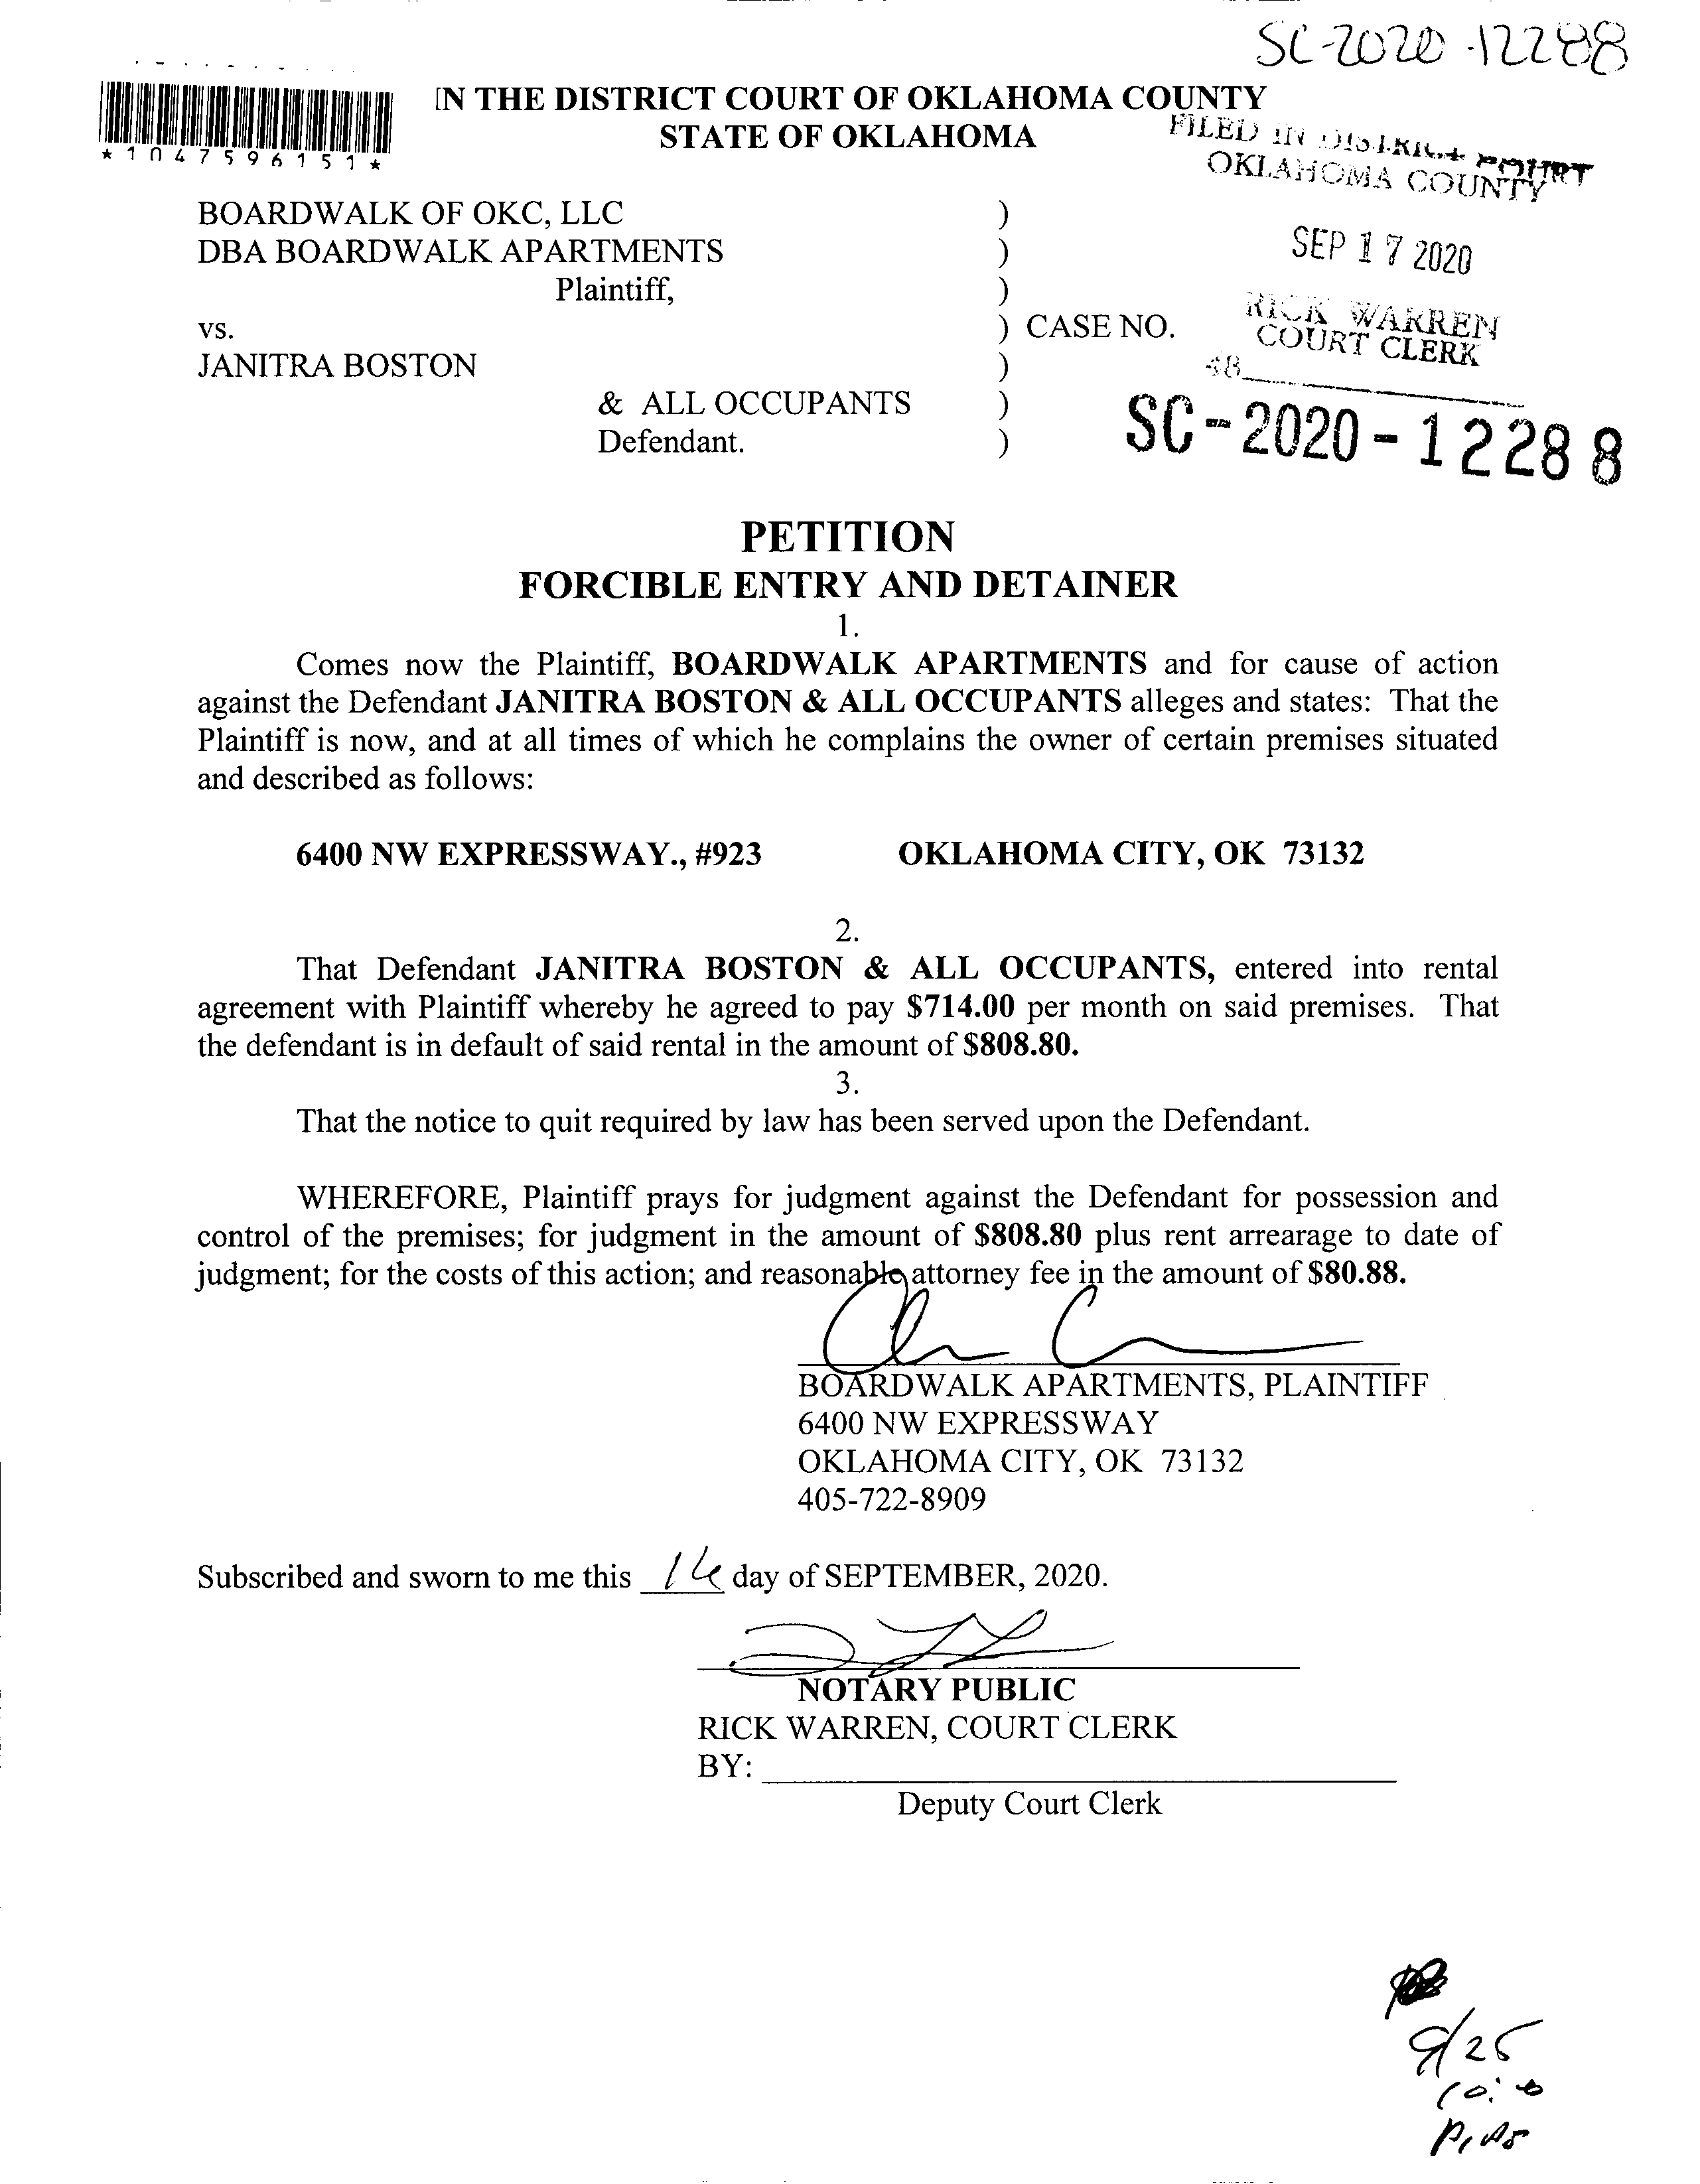 SC-2020-12288
IN THE DISTRICT COURT OF OKLAHOMA COUNTY
STATE OF OKLAHOMA
*1047596151*
FILED IN DISTRICT COURT
OKLAHOMA COUNTY
SEP 17 2020
RICK WARREN
COURT CLERK
48
SC-2020-12288
BOARDWALK OF OKC, LLC )
DBA BOARDWALK APARTMENTS )
Plaintiff, )
vs. ) CASE NO.
JANITRA BOSTON )
& ALL OCCUPANTS )
Defendant. )
PETITION
FORCIBLE ENTRY AND DETAINER
1.
Comes now the Plaintiff, BOARDWALK APARTMENTS and for cause of action
against the Defendant JANITRA BOSTON & ALL OCCUPANTS alleges and states: That the
Plaintiff is now, and at all times of which he complains the owner of certain premises situated
and described as follows:
6400 NW EXPRESSWAY., #923 OKLAHOMA CITY, OK 73132
2.
That Defendant JANITRA BOSTON & ALL OCCUPANTS, entered into rental
agreement with Plaintiff whereby he agreed to pay $714.00 per month on said premises. That
the defendant is in default of said rental in the amount of $808.80.
3.
That the notice to quit required by law has been served upon the Defendant.
WHEREFORE, Plaintiff prays for judgment against the Defendant for possession and
control of the premises; for judgment in the amount of $808.80 plus rent arrearage to date of
judgment; for the costs of this action; and reasonable attorney fee in the amount of $80.88.
BOARDWALK APARTMENTS, PLAINTIFF
6400 NW EXPRESSWAY
OKLAHOMA CITY, OK 73132
405-722-8909
Subscribed and sworn to me this day of SEPTEMBER, 2020.
NOTARY PUBLIC
RICK WARREN, COURT CLERK
BY:
Deputy Court Clerk
9/25